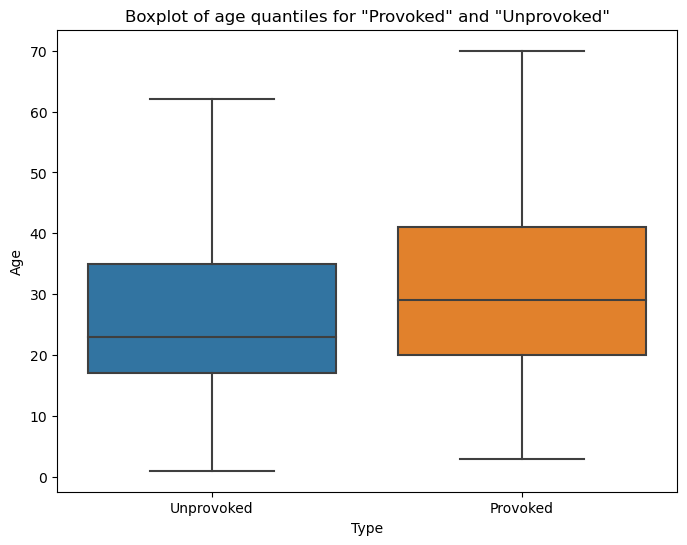 Boxplot of age quantiles for "Provoked" and "Unprovoked"
70
60
50
40
30
20
10
0
Age
Unprovoked Provoked
Type